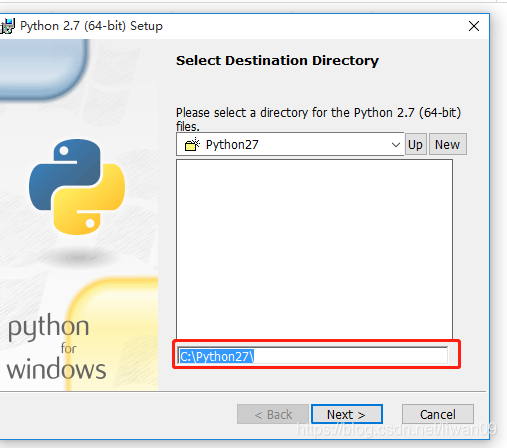 Python 2.7 (64-bit) Setup
Select Destination Directory
Please select a directory for the Python 2.7 (64-bit)
files.
Python27
Up
New
C:\Python27\
python
for
windows
< Back
Next >
Cancel
https://blog.csdn.net/liwan09